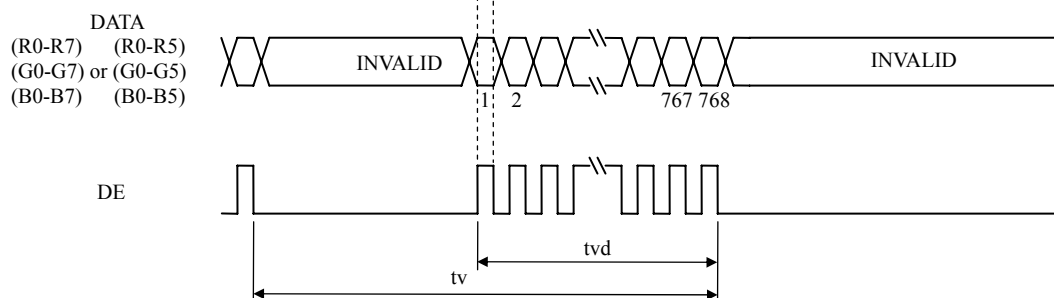 DATA
(R0-R7) (R0-R5)
(G0-G7) or (G0-G5)
(B0-B7) (B0-B5)
INVALID
INVALID
1 2 767 768
DE
tvd
tv